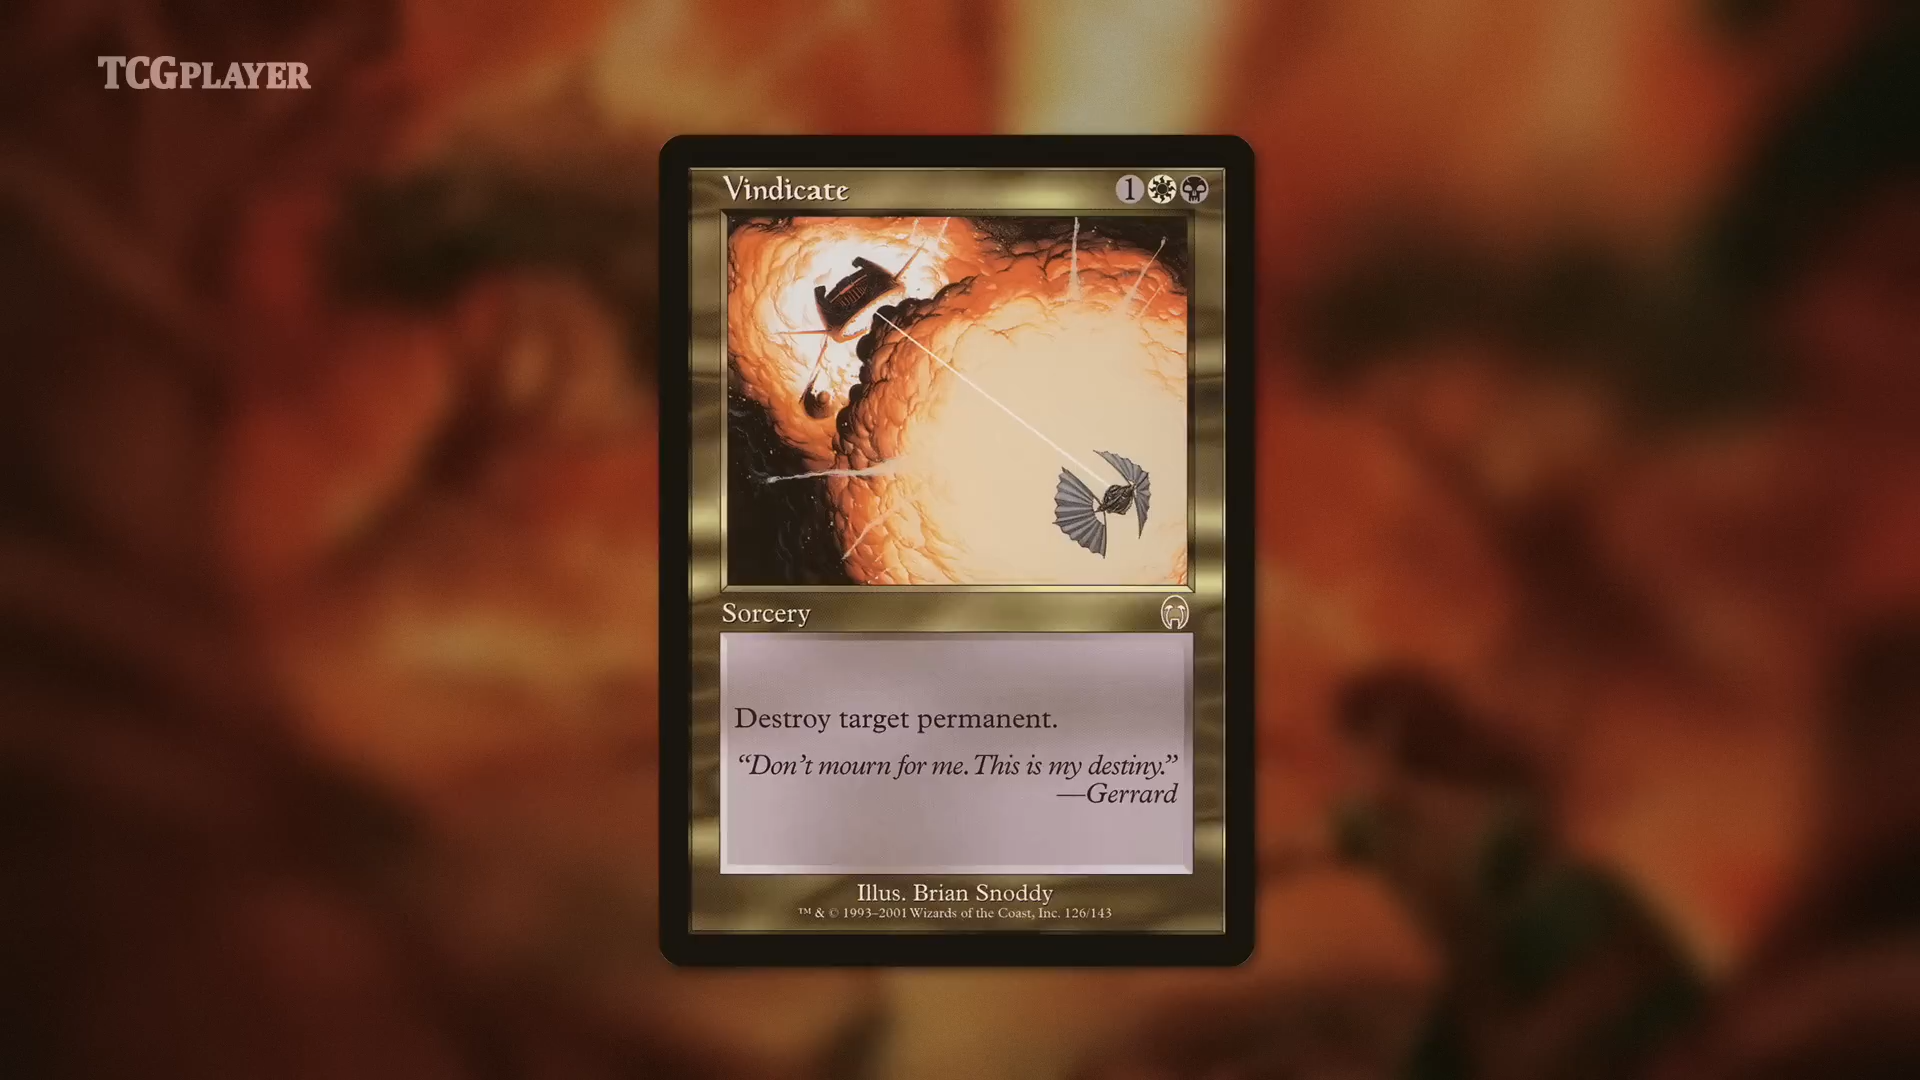 TCGPLAYER
Vindicate 1
Sorcery
Destroy target permanent.
“Don’t mourn for me. This is my destiny.”
—Gerrard
Illus. Brian Snoddy
™ & © 1993–2001 Wizards of the Coast, Inc. 126/143